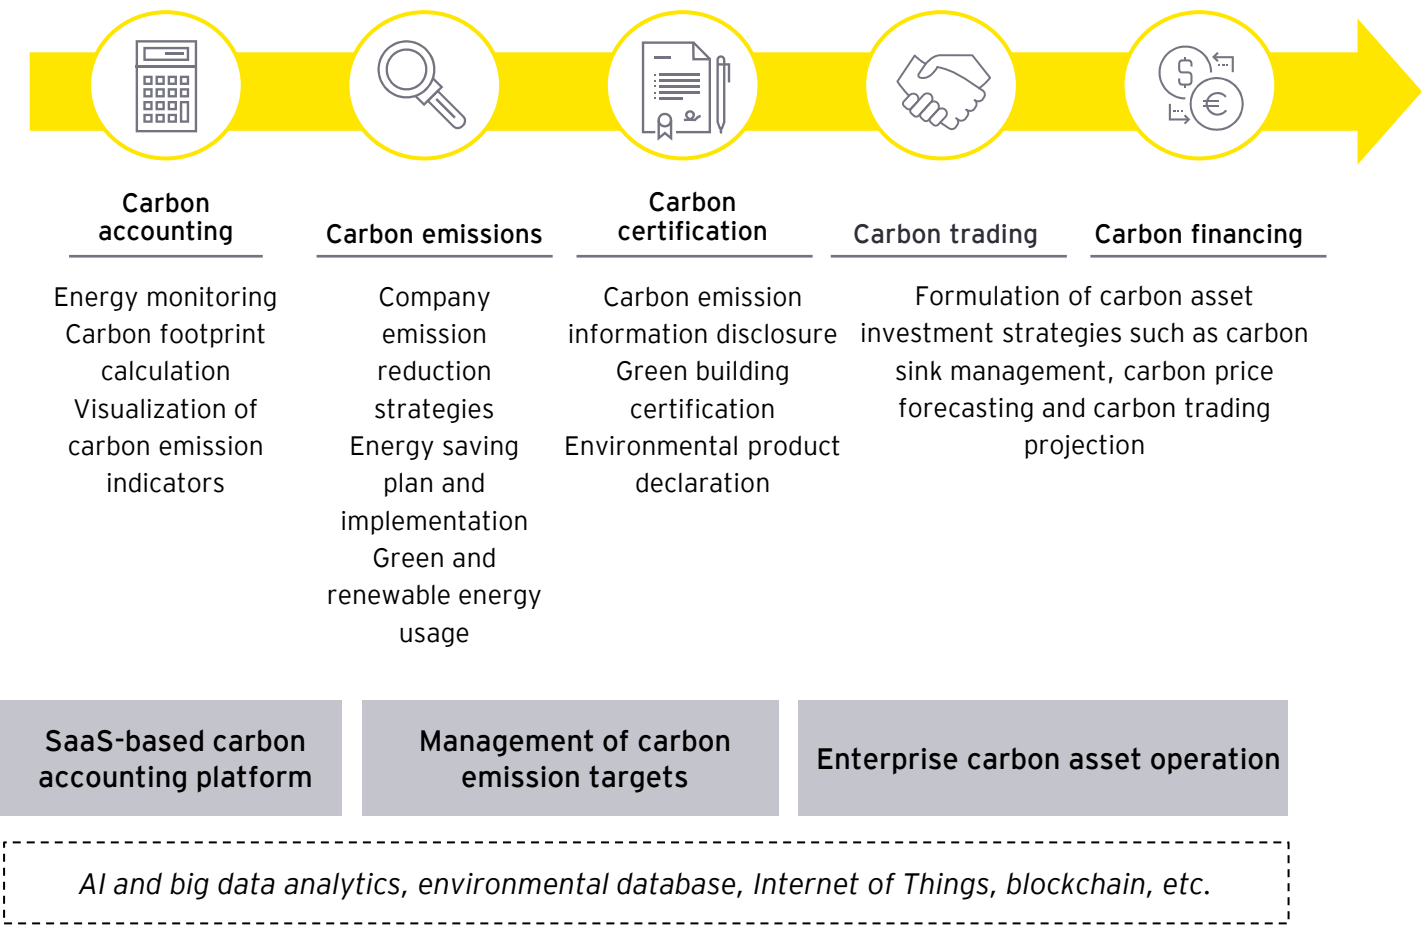 Carbon
accounting
Carbon emissions
Carbon
certification
Carbon trading
Carbon financing
Energy monitoring
Carbon footprint
calculation
Visualization of
carbon emission
indicators
Company
emission
reduction
strategies
Energy saving
plan and
implementation
Green and
renewable energy
usage
Carbon emission
information disclosure
Green building
certification
Environmental product
declaration
Formulation of carbon asset
investment strategies such as carbon
sink management, carbon price
forecasting and carbon trading
projection
SaaS-based carbon
accounting platform
Management of carbon
emission targets
Enterprise carbon asset operation
AI and big data analytics, environmental database, Internet of Things, blockchain, etc.